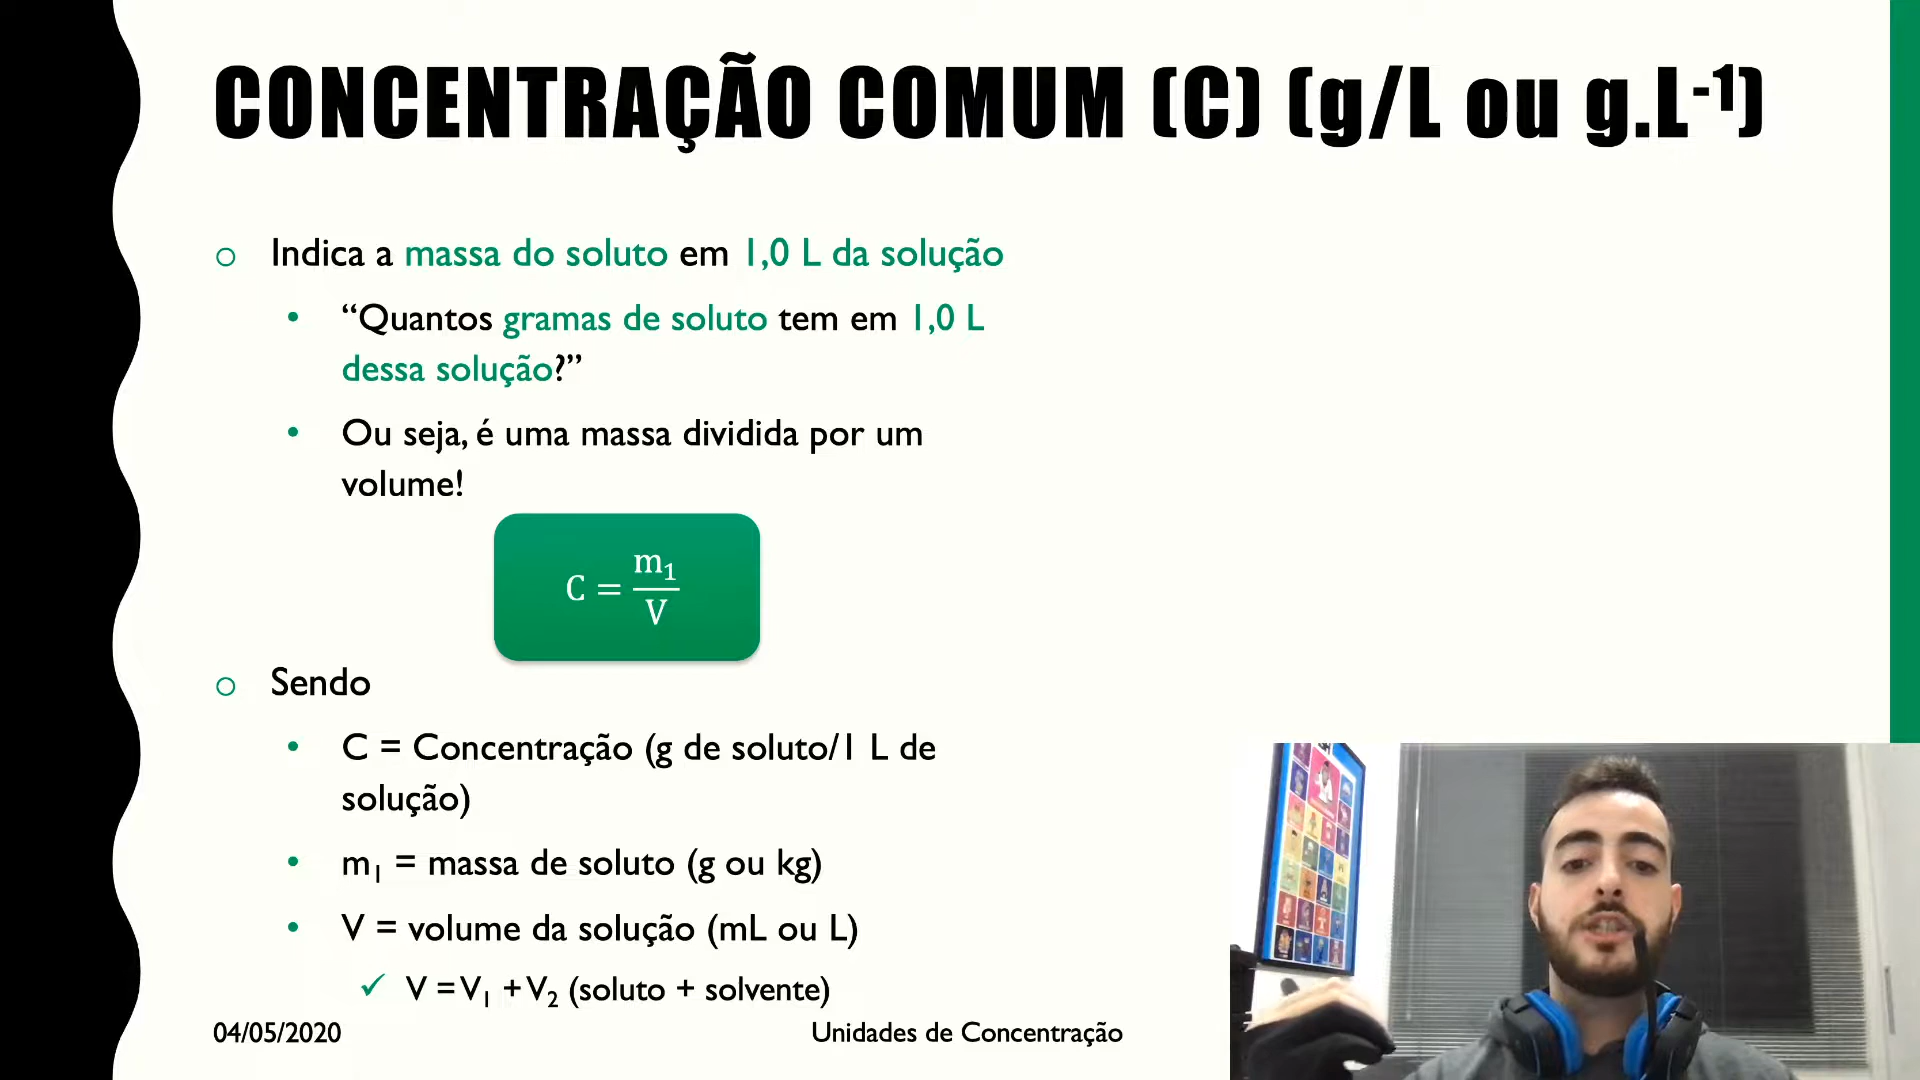 CONCENTRAÇÃO COMUM (C) (g/L ou g.L⁻¹)
o Indica a massa do soluto em 1,0 L da solução
• “Quantos gramas de soluto tem em 1,0 L
dessa solução?”
• Ou seja, é uma massa dividida por um
volume!
C = m₁/V
o Sendo
• C = Concentração (g de soluto/1 L de
solução)
• m₁ = massa de soluto (g ou kg)
• V = volume da solução (mL ou L)
✓ V = V₁ + V₂ (soluto + solvente)
04/05/2020
Unidades de Concentração